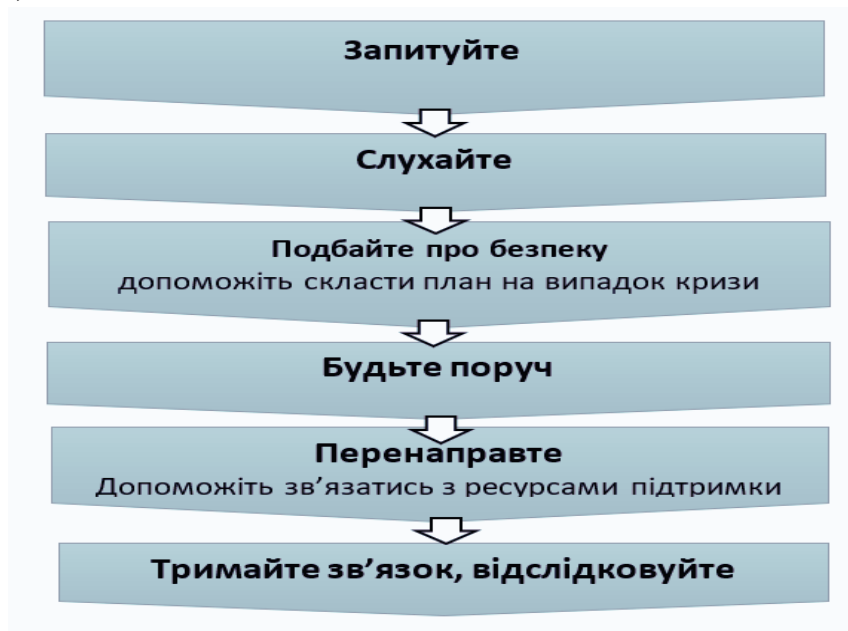 Запитуйте
Слухайте
Подбайте про безпеку
допоможіть скласти план на випадок кризи
Будьте поруч
Перенаправте
Допоможіть зв’язатись з ресурсами підтримки
Тримайте зв’язок, відслідковуйте